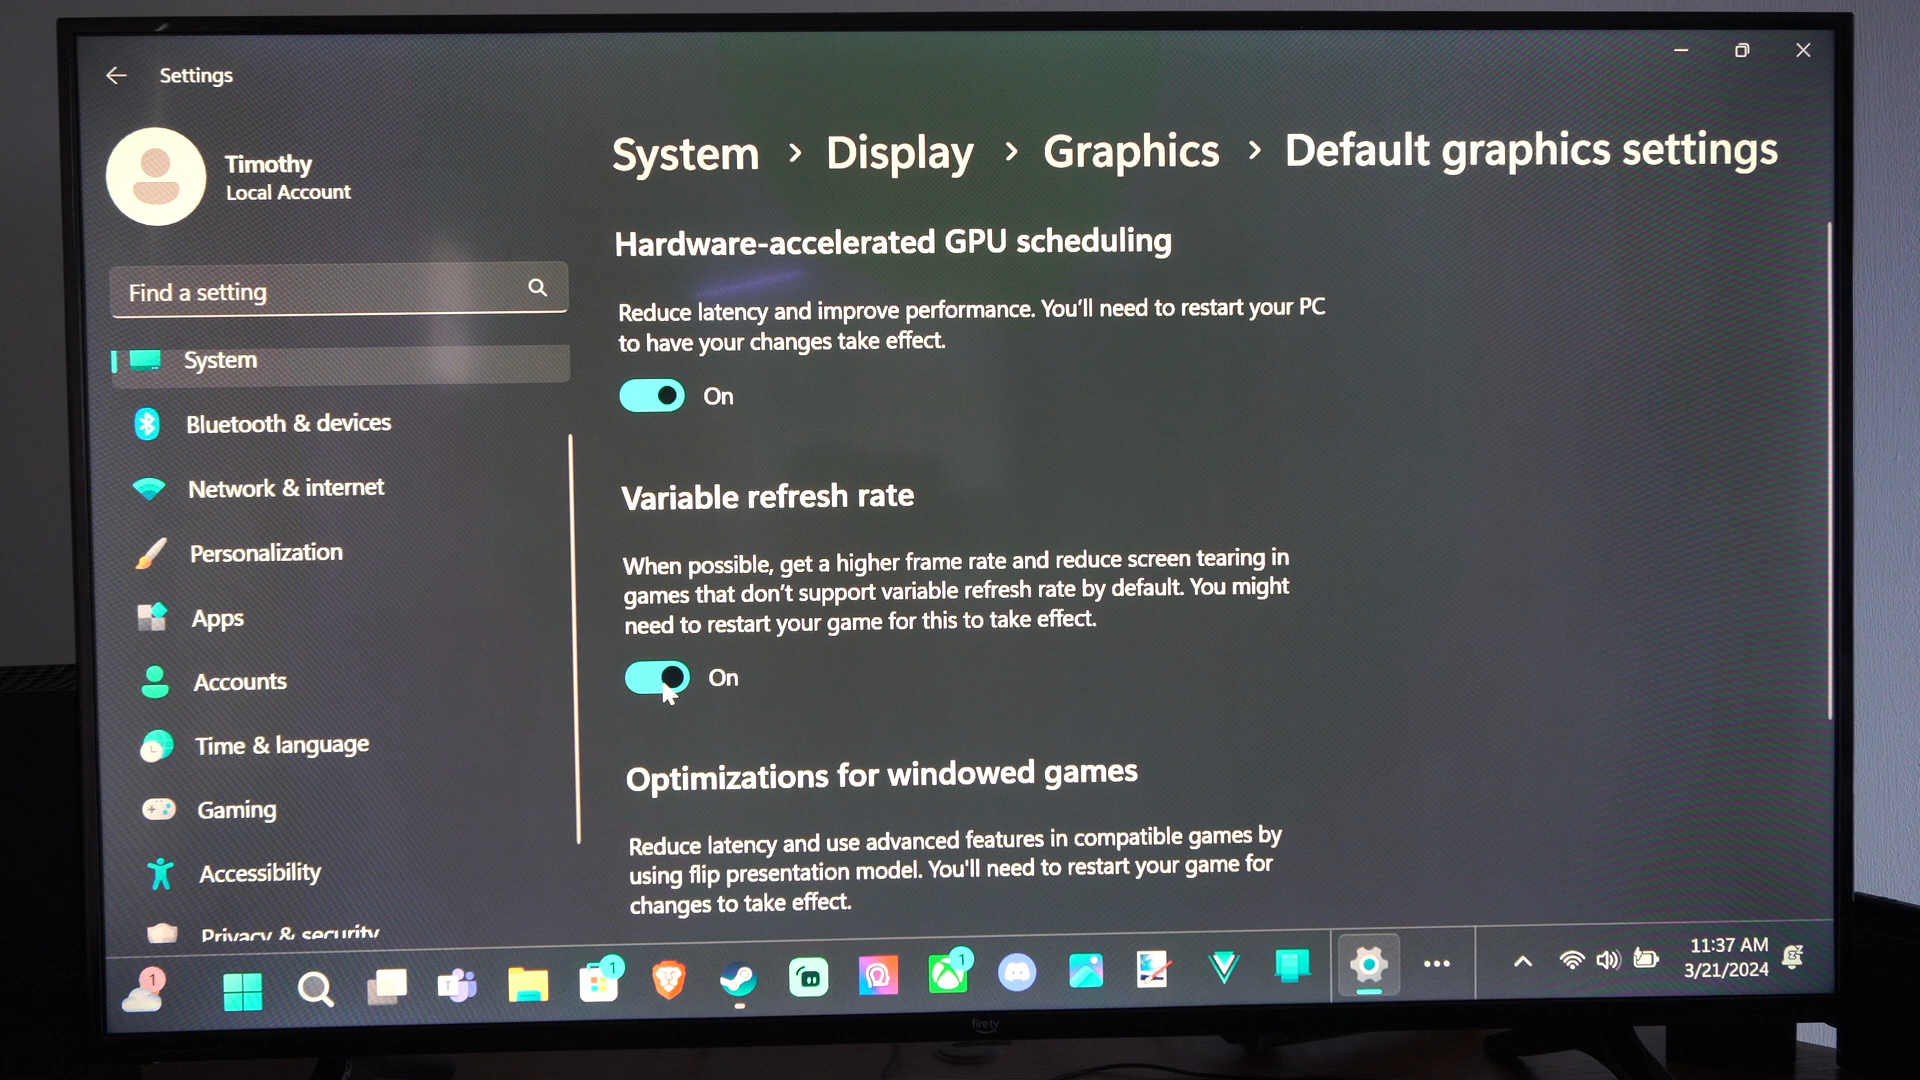 Settings
Timothy
Local Account
Find a setting
System
Bluetooth & devices
Network & internet
Personalization
Apps
Accounts
Time & language
Gaming
Accessibility
Privacy & security
System › Display › Graphics › Default graphics settings
Hardware-accelerated GPU scheduling
Reduce latency and improve performance. You'll need to restart your PC
to have your changes take effect.
On
Variable refresh rate
When possible, get a higher frame rate and reduce screen tearing in
games that don't support variable refresh rate by default. You might
need to restart your game for this to take effect.
On
Optimizations for windowed games
Reduce latency and use advanced features in compatible games by
using flip presentation model. You'll need to restart your game for
changes to take effect.
1
T
1
1
11:37 AM
3/21/2024
firetv